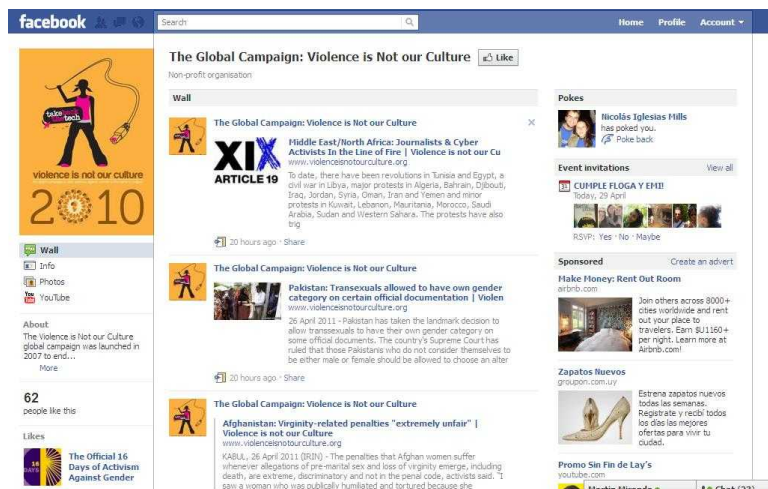 facebook
Search
Home Profile Account
take back the tech
violence is not our culture
2010
Wall
Info
Photos
YouTube
About
The Violence is Not our Culture
global campaign was launched in
2007 to end...
More
62
people like this
Likes
16
DAYS
The Official 16
Days of Activism
Against Gender
The Global Campaign: Violence is Not our Culture Like
Non-profit organisation
Wall
The Global Campaign: Violence is Not our Culture
XIX
ARTICLE 19
Middle East/North Africa: Journalists & Cyber
Activists In the Line of Fire | Violence is not our Cu
www.violenceisnotourculture.org
To date, there have been revolutions in Tunisia and Egypt, a
civil war in Libya, major protests in Algeria, Bahrain, Djibouti,
Iraq, Jordan, Syria, Oman, Iran and Yemen and minor
protests in Kuwait, Lebanon, Mauritania, Morocco, Saudi
Arabia, Sudan and Western Sahara. The protests have also
trig
20 hours ago · Share
The Global Campaign: Violence is Not our Culture
Pakistan: Transexuals allowed to have own gender
category on certain official documentation | Violen
www.violenceisnotourculture.org
26 April 2011 - Pakistan has taken the landmark decision to
allow transsexuals to have their own gender category on
some official documents. The country's Supreme Court has
ruled that those Pakistanis who do not consider themselves to
be either male or female should be allowed to choose an alter
20 hours ago · Share
The Global Campaign: Violence is Not our Culture
Afghanistan: Virginity-related penalties "extremely unfair" |
Violence is not our Culture
www.violenceisnotourculture.org
KABUL, 26 April 2011 (IRIN) - The penalties that Afghan women suffer
whenever allegations of pre-marital sex and loss of virginity emerge, including
death, are extreme, discriminatory and not in the penal code, activists said. "I
saw a woman who was publically humiliated and tortured because she
Pokes
Nicolás Iglesias Mills
has poked you.
Poke back
Event invitations View all
31
CUMPLE FLOGA Y EMI!
Today, 29 April
RSVP: Yes · No · Maybe
Sponsored Create an advert
Make Money: Rent Out Room
airbnb.com
Join others across 8000+
cities worldwide and rent
out your place to
travelers. Earn $U1160+
per night. Learn more at
Airbnb.com!
Zapatos Nuevos
groupon.com.uy
Estrena zapatos nuevos
todas las semanas.
Registrate y recibí todos
los días las mejores
ofertas para vivir tu
ciudad.
Promo Sin Fin de Lay's
youtube.com
Martin Miranda
Chat (23)